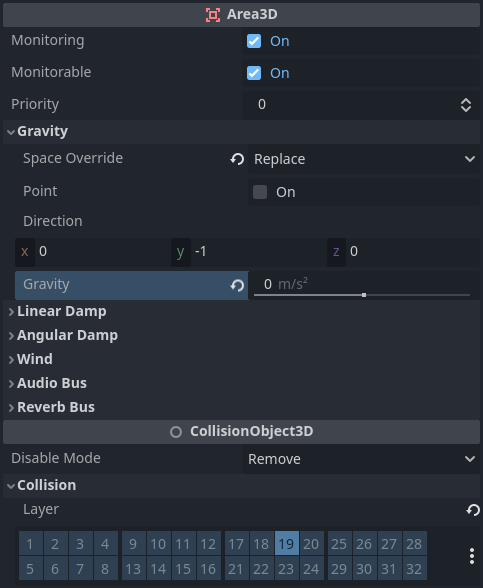 Area3D
Monitoring On
Monitorable On
Priority 0
Gravity
Space Override Replace
Point On
Direction
x 0 y -1 z 0
Gravity 0 m/s²
Linear Damp
Angular Damp
Wind
Audio Bus
Reverb Bus
CollisionObject3D
Disable Mode Remove
Collision
Layer
1 2 3 4 9 10 11 12 17 18 19 20 25 26 27 28
5 6 7 8 13 14 15 16 21 22 23 24 29 30 31 32